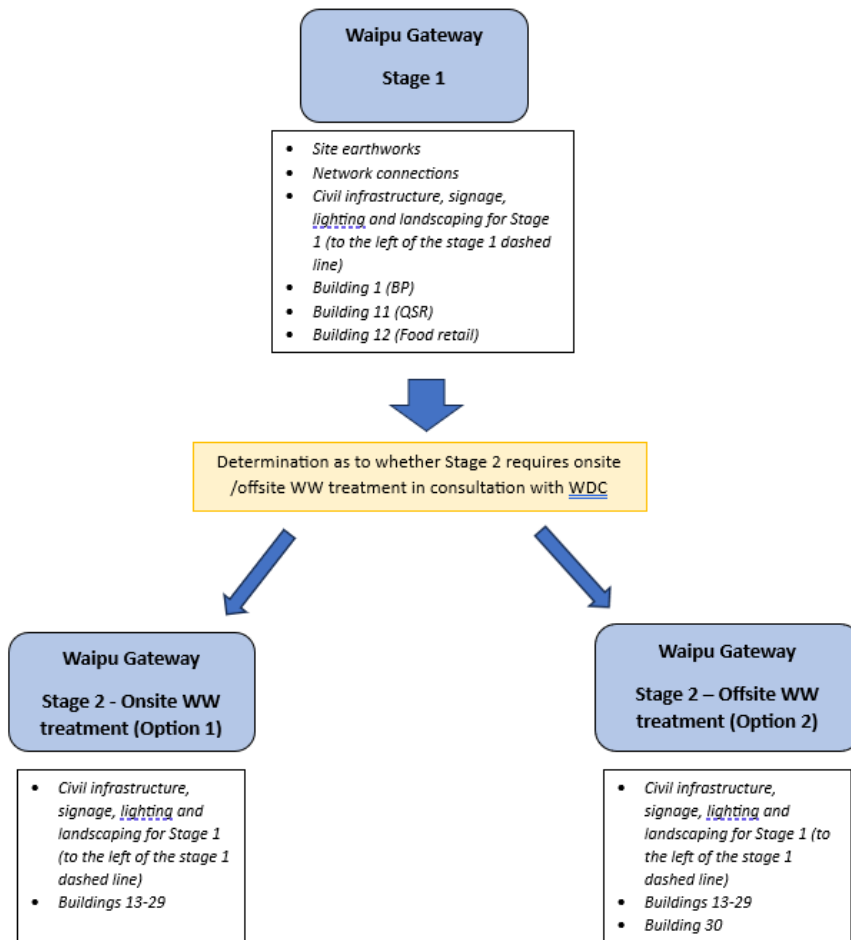 Waipu Gateway
Stage 1
• Site earthworks
• Network connections
• Civil infrastructure, signage,
lighting and landscaping for Stage
1 (to the left of the stage 1 dashed
line)
• Building 1 (BP)
• Building 11 (QSR)
• Building 12 (Food retail)
Determination as to whether Stage 2 requires onsite
/offsite WW treatment in consultation with WDC
Waipu Gateway
Stage 2 - Onsite WW
treatment (Option 1)
• Civil infrastructure,
signage, lighting and
landscaping for Stage 1
(to the left of the stage 1
dashed line)
• Buildings 13-29
Waipu Gateway
Stage 2 – Offsite WW
treatment (Option 2)
• Civil infrastructure,
signage, lighting and
landscaping for Stage 1 (to
the left of the stage 1
dashed line)
• Buildings 13-29
• Building 30